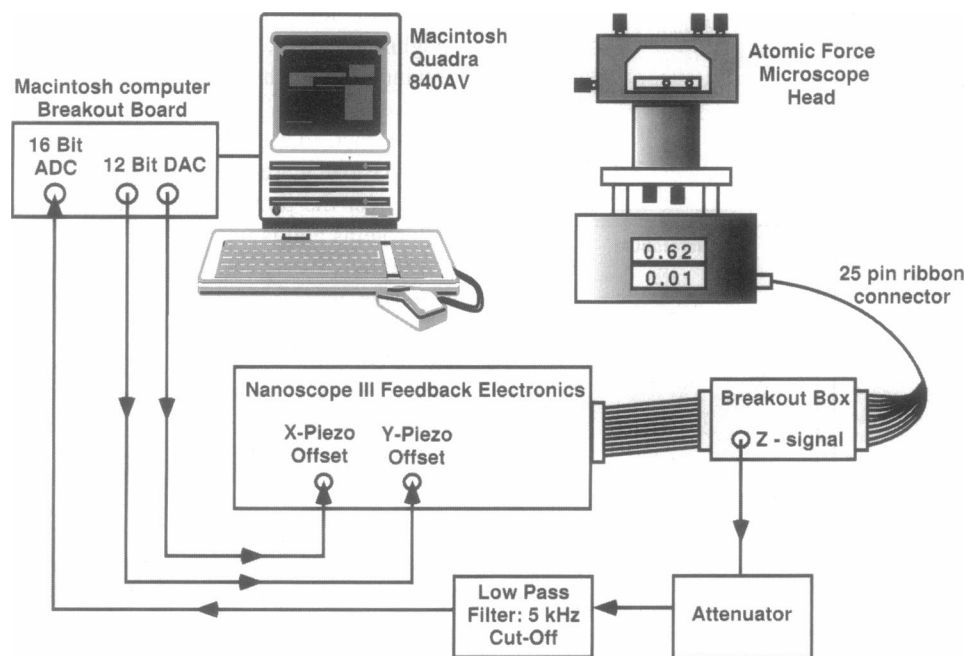 Macintosh
Quadra
840AV
Atomic Force
Microscope
Head
Macintosh computer
Breakout Board
16 Bit
ADC
12 Bit DAC
0.62
0.01
25 pin ribbon
connector
Nanoscope III Feedback Electronics
X-Piezo
Offset
Y-Piezo
Offset
Breakout Box
Z - signal
Low Pass
Filter: 5 kHz
Cut-Off
Attenuator